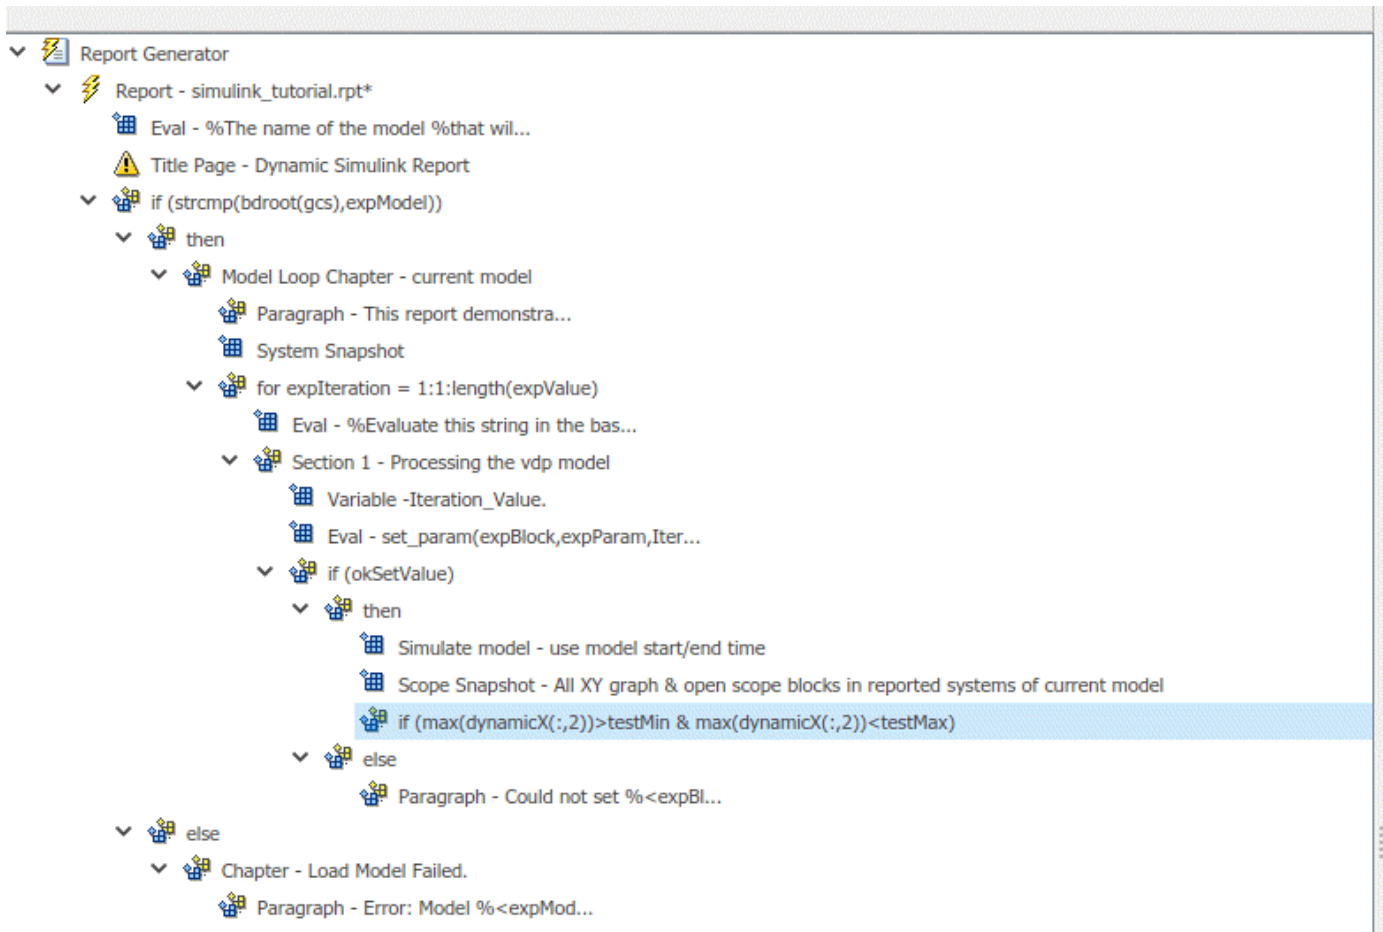 Report Generator
Report - simulink_tutorial.rpt*
Eval - %The name of the model %that wil...
Title Page - Dynamic Simulink Report
if (strcmp(bdroot(gcs),expModel))
then
Model Loop Chapter - current model
Paragraph - This report demonstra...
System Snapshot
for expIteration = 1:1:length(expValue)
Eval - %Evaluate this string in the bas...
Section 1 - Processing the vdp model
Variable -Iteration_Value.
Eval - set_param(expBlock,expParam,Iter...
if (okSetValue)
then
Simulate model - use model start/end time
Scope Snapshot - All XY graph & open scope blocks in reported systems of current model
if (max(dynamicX(:,2))>testMin & max(dynamicX(:,2))<testMax)
else
Paragraph - Could not set %<expBl...
else
Chapter - Load Model Failed.
Paragraph - Error: Model %<expMod...